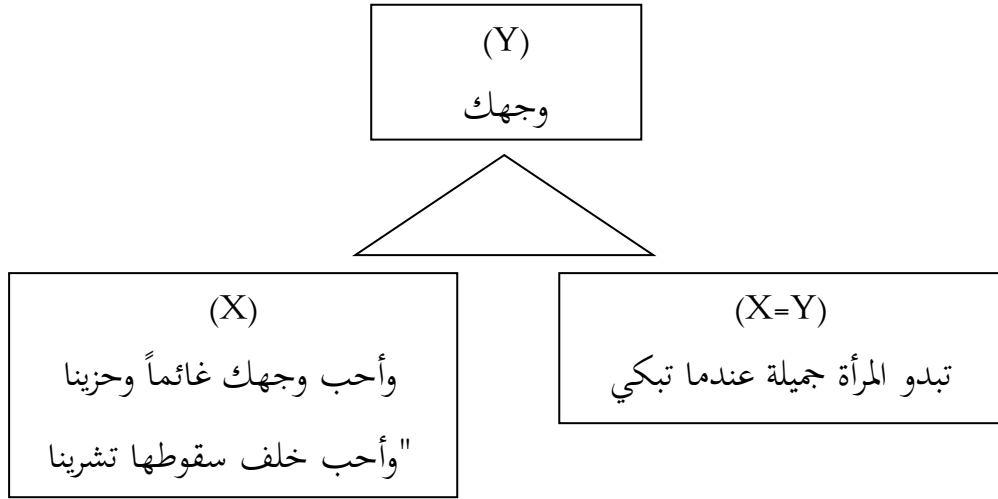 (Y)
وجهك
(X=Y)
تبدو المرأة جميلة عندما تبكي
(X)
وأحب وجهك غائماً وحزينا
"وأحب خلف سقوطها تشرينا